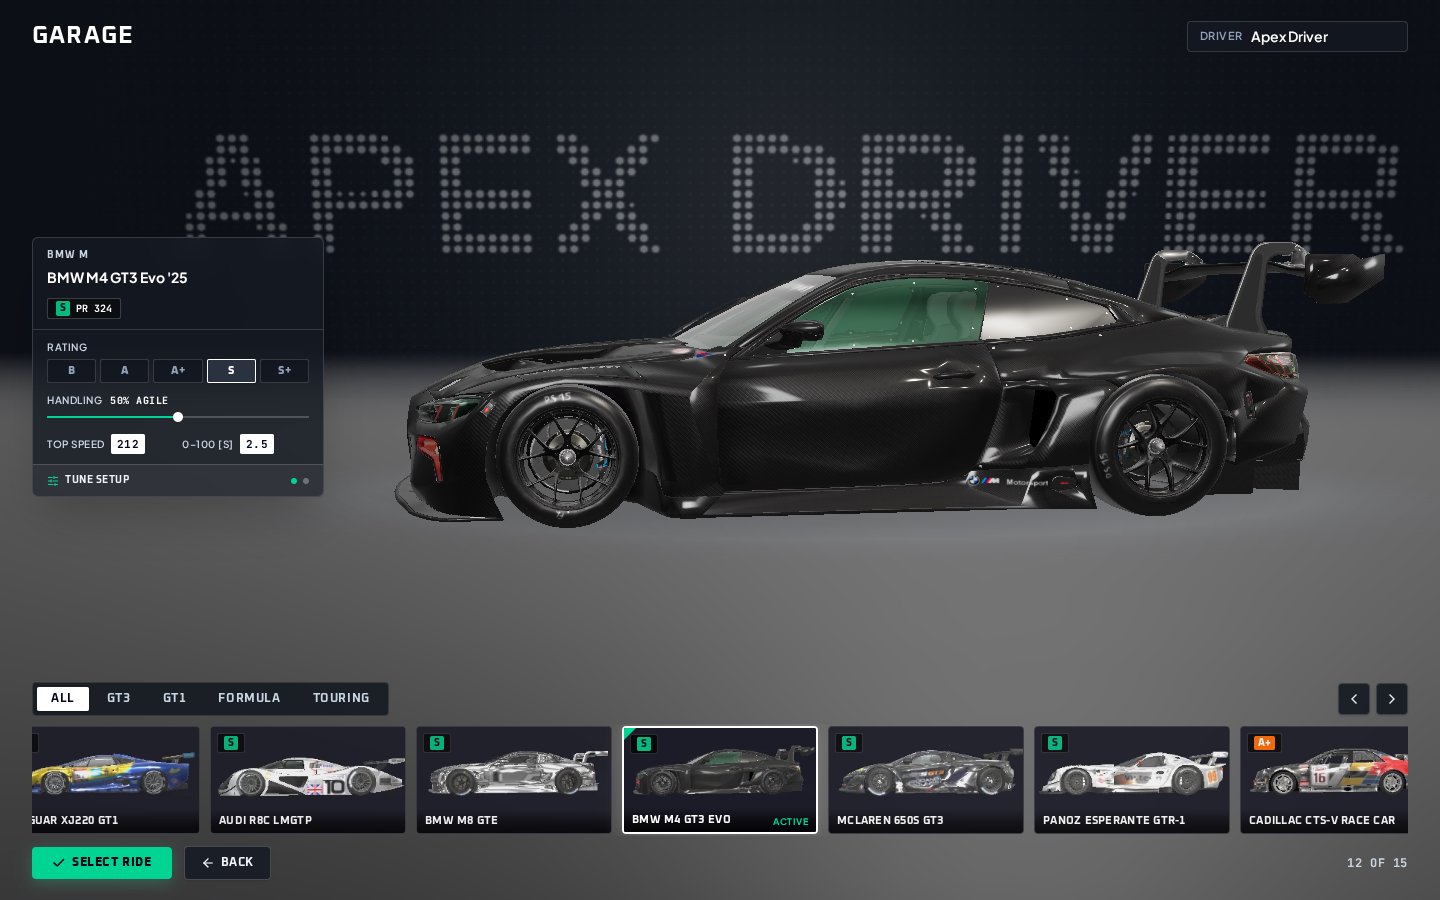 GARAGE
DRIVER ApexDriver
APEX DRIVER
BMW M
BMW M4 GT3 Evo '25
S PR 324
RATING
B A A+ S S+
HANDLING 50% AGILE
TOP SPEED 212 0-100 [S] 2.5
TUNE SETUP
Motorsport
ALL GT3 GT1 FORMULA TOURING
S
S
S
S
S
A+
GUAR XJ220 GT1
AUDI R8C LMGTP
10
BMW M8 GTE
BMW M4 GT3 EVO
ACTIVE
MCLAREN 650S GT3
PANOZ ESPERANTE GTR-1
16
CADILLAC CTS-V RACE CAR
SELECT RIDE
BACK
12 OF 15